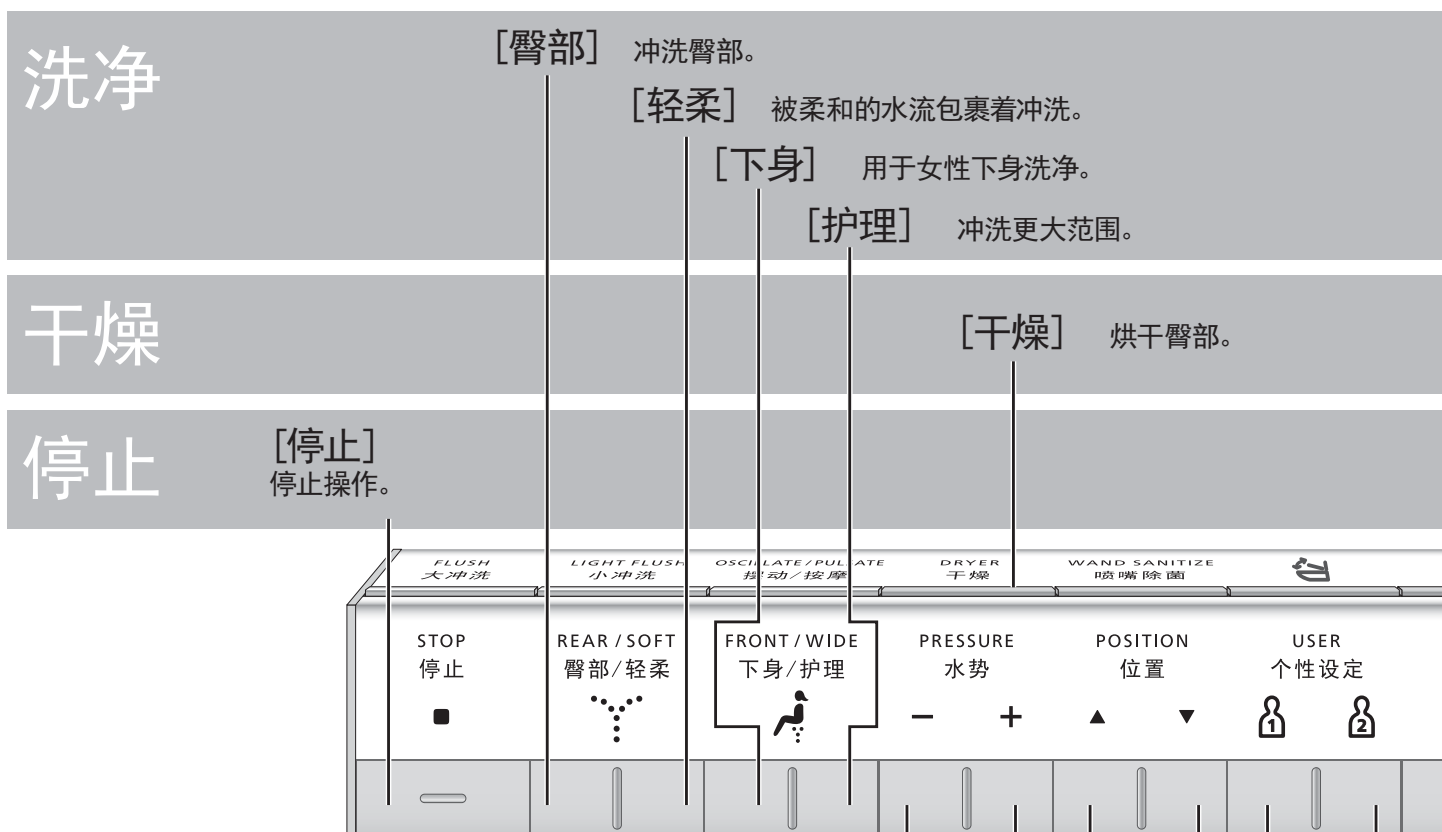 洗净
[臀部] 冲洗臀部。
[轻柔] 被柔和的水流包裹着冲洗。
[下身] 用于女性下身洗净。
[护理] 冲洗更大范围。
干燥
[干燥] 烘干臀部。
停止
[停止]
停止操作。
FLUSH LIGHT FLUSH OSCILLATE/PULSATE DRYER WAND SANITIZE
大冲洗 小冲洗 摆动/按摩 干燥 喷嘴除菌
STOP REAR / SOFT FRONT / WIDE PRESSURE POSITION USER
停止 臀部/轻柔 下身/护理 水势 位置 个性设定
− + ▲ ▼ 1 2